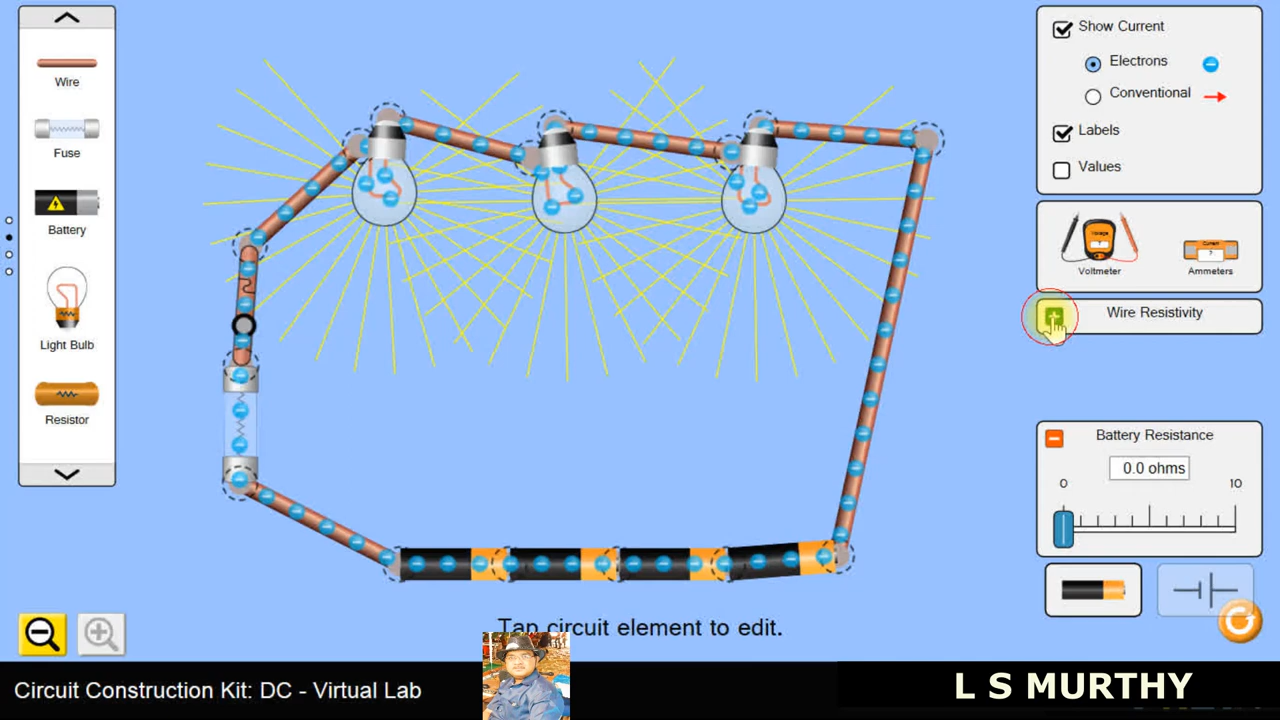 Wire
Fuse
Battery
Light Bulb
Resistor
Show Current
Electrons
Conventional
Labels
Values
Voltmeter
Ammeters
Wire Resistivity
Battery Resistance
0.0 ohms
0 10
Tap circuit element to edit.
Circuit Construction Kit: DC - Virtual Lab
L S MURTHY